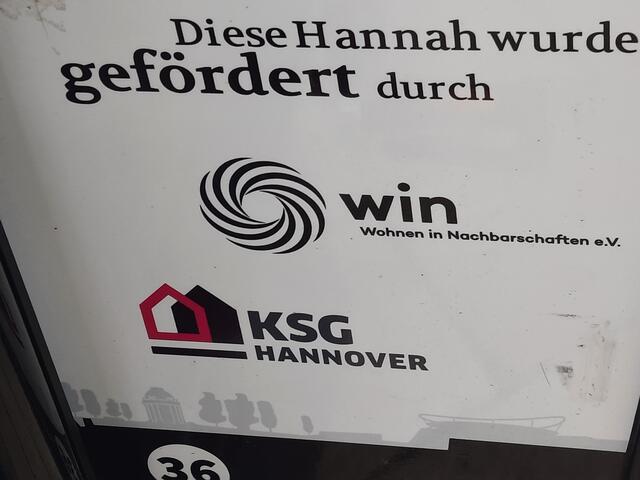 Diese Hannah wurde
gefördert durch
win
Wohnen in Nachbarschaften e.V.
KSG
HANNOVER
36